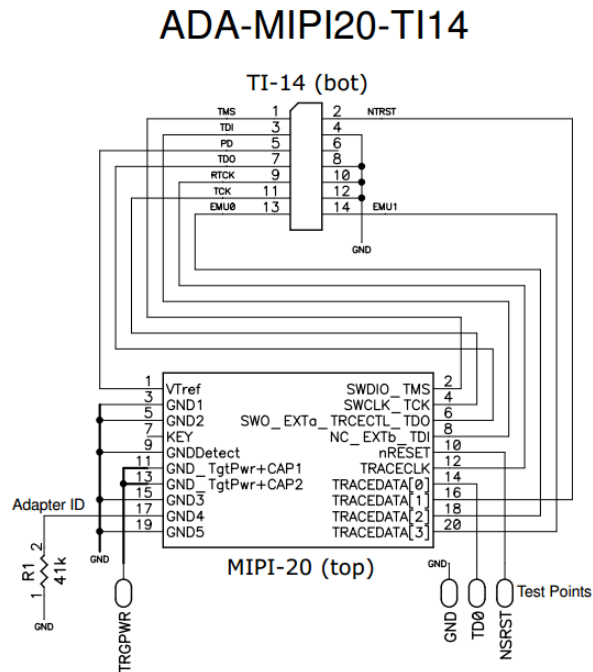 ADA-MIPI20-TI14
TI-14 (bot)
TMS 1 2 NTRST
TDI 3 4
PD 5 6
TDO 7 8
RTCK 9 10
TCK 11 12
EMU0 13 14 EMU1
GND
1 VTref SWDIO_TMS 2
3 GND1 SWCLK_TCK 4
5 GND2 SWO_EXTa_TRCECTL_TDO 6
7 KEY NC_EXTb_TDI 8
9 GNDDetect nRESET 10
11 GND_TgtPwr+CAP1 TRACECLK 12
13 GND_TgtPwr+CAP2 TRACEDATA[0] 14
15 GND3 TRACEDATA[1] 16
17 GND4 TRACEDATA[2] 18
19 GND5 TRACEDATA[3] 20
Adapter ID
MIPI-20 (top)
2
R1
41k
1
GND
GND
TRGPWR
GND
GND
TD0
NSRST
Test Points